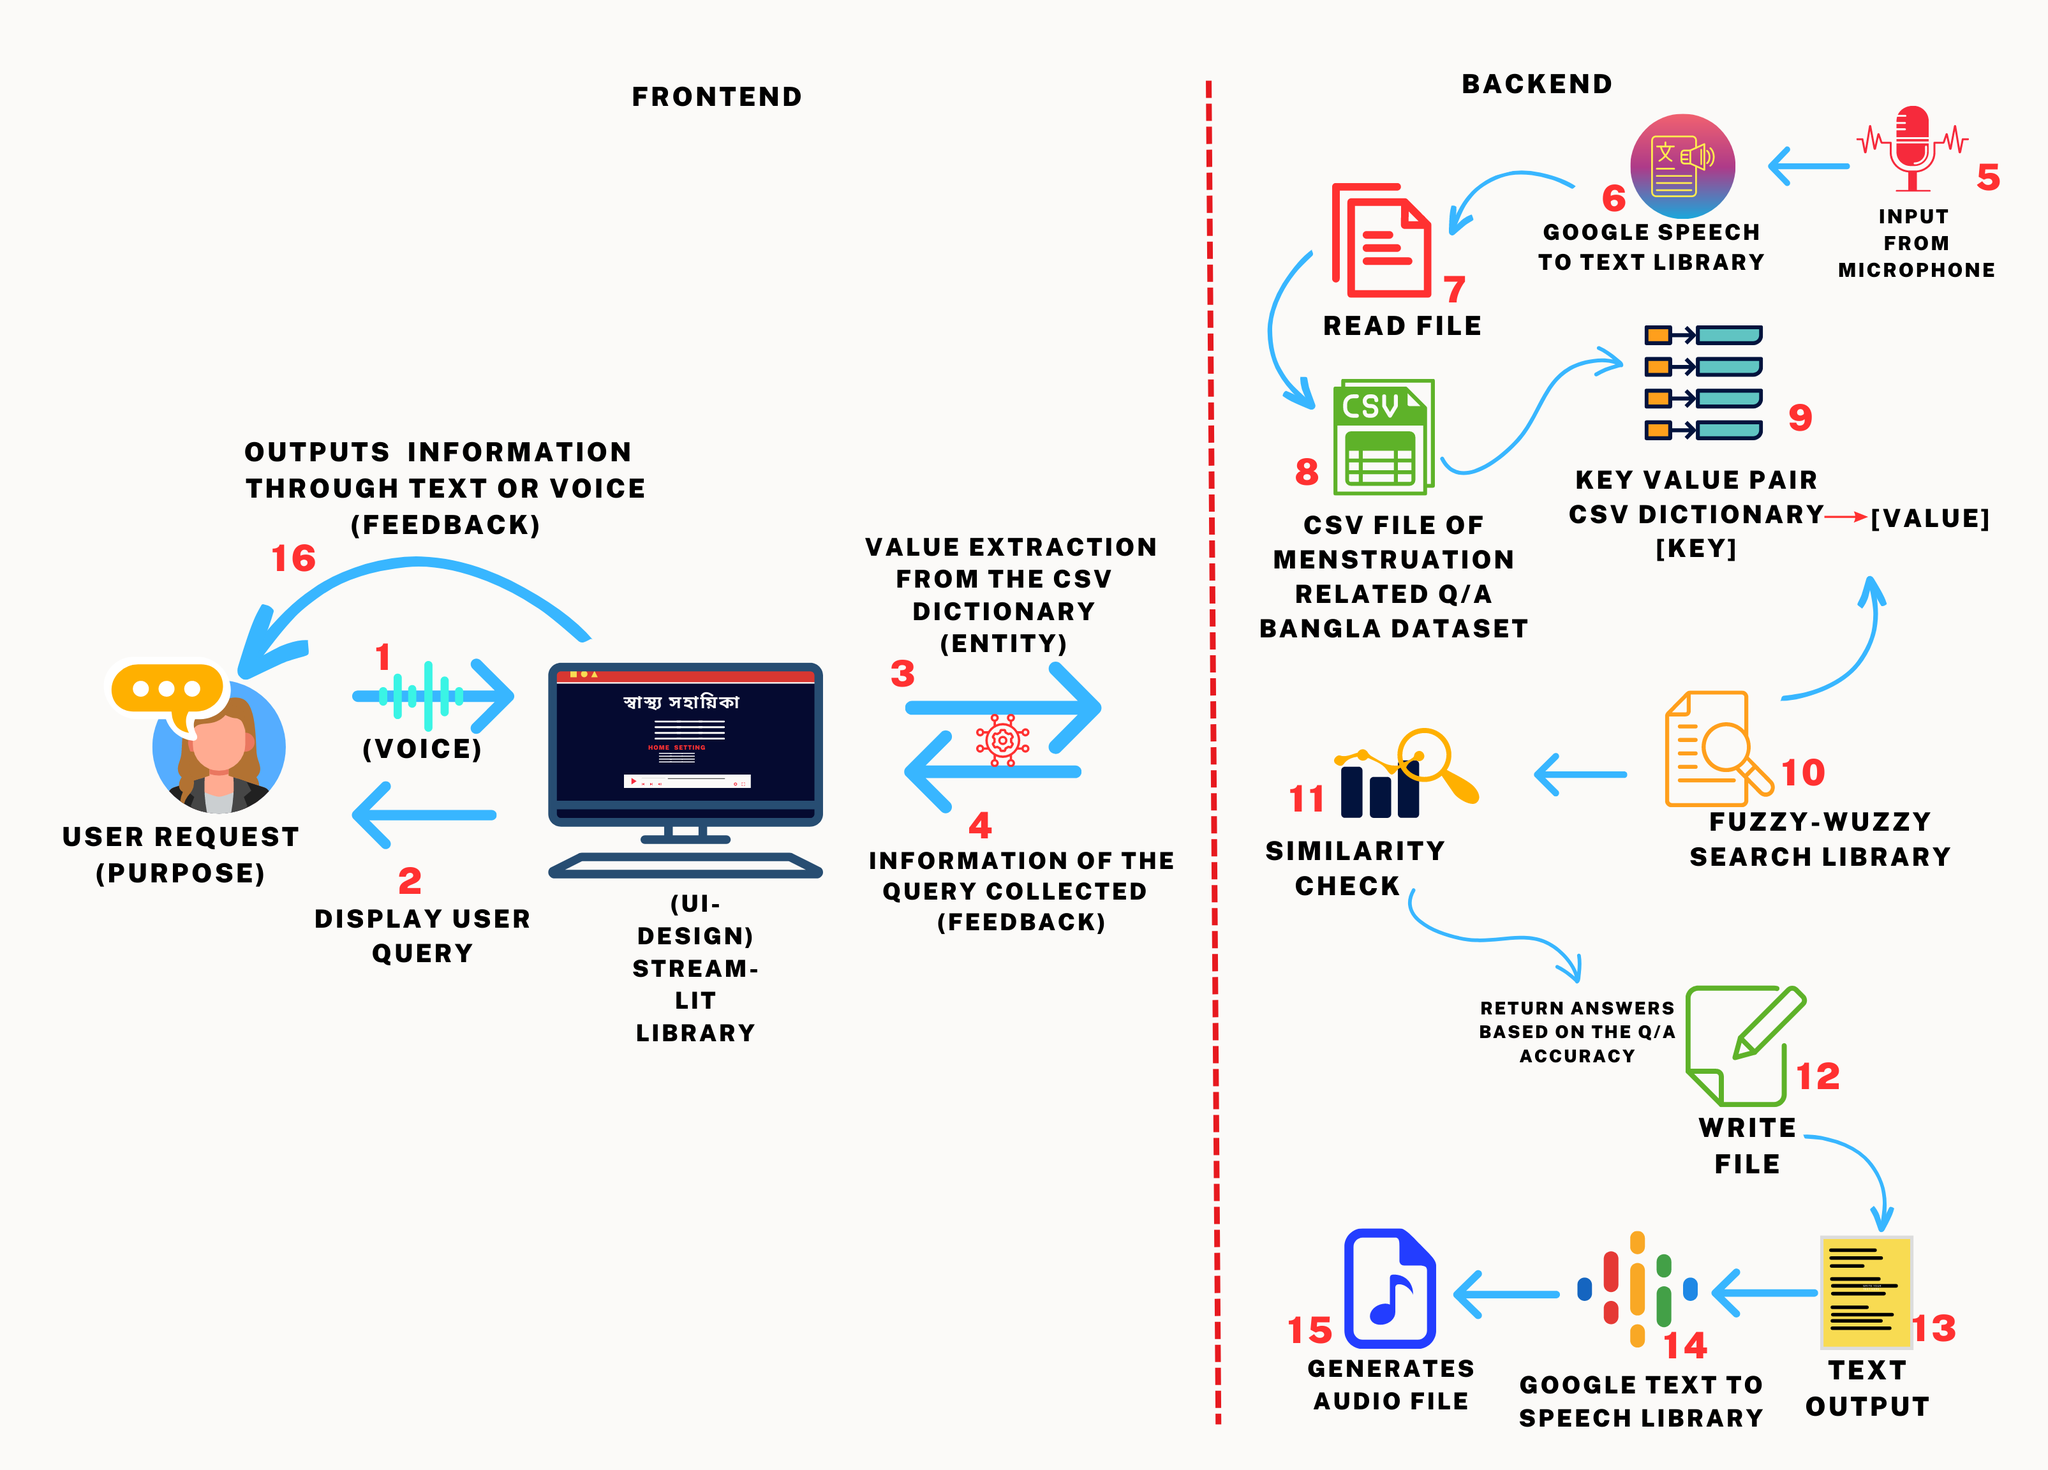 FRONTEND
OUTPUTS INFORMATION
THROUGH TEXT OR VOICE
(FEEDBACK)
16
1
(VOICE)
USER REQUEST
(PURPOSE)
2
DISPLAY USER
QUERY
স্বাস্থ্য সহায়িকা
HOME SETTING
(UI-
DESIGN)
STREAM-
LIT
LIBRARY
VALUE EXTRACTION
FROM THE CSV
DICTIONARY
(ENTITY)
3
4
INFORMATION OF THE
QUERY COLLECTED
(FEEDBACK)
BACKEND
5
INPUT
FROM
MICROPHONE
6
GOOGLE SPEECH
TO TEXT LIBRARY
7
READ FILE
CSV
8
CSV FILE OF
MENSTRUATION
RELATED Q/A
BANGLA DATASET
9
KEY VALUE PAIR
CSV DICTIONARY
[KEY]
[VALUE]
10
FUZZY-WUZZY
SEARCH LIBRARY
11
SIMILARITY
CHECK
RETURN ANSWERS
BASED ON THE Q/A
ACCURACY
12
WRITE
FILE
13
TEXT
OUTPUT
14
GOOGLE TEXT TO
SPEECH LIBRARY
15
GENERATES
AUDIO FILE